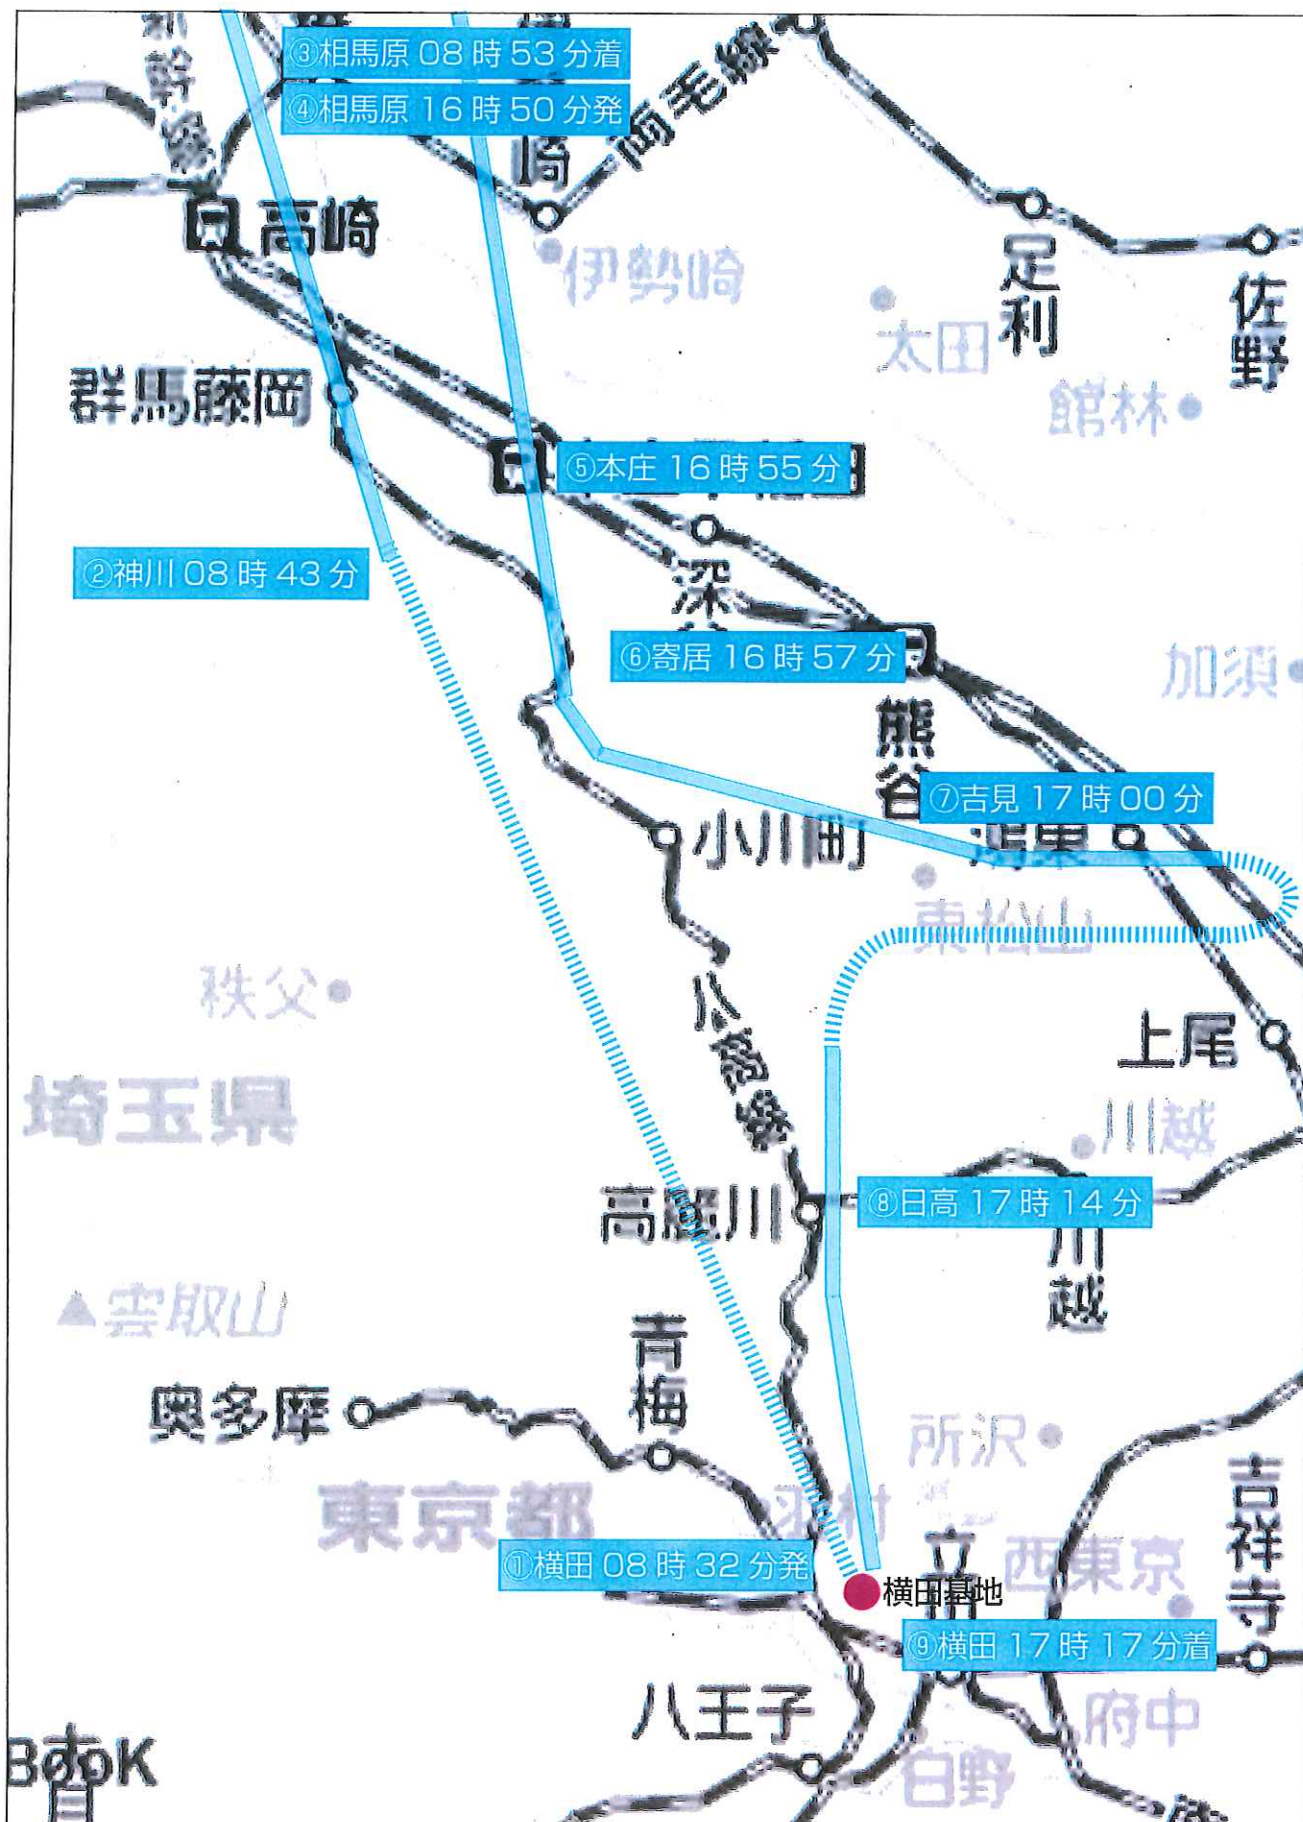 新幹線
③相馬原 08 時 53 分着
④相馬原 16 時 50 分発
両毛線
崎
高崎
伊勢崎
足利
佐野
太田
群馬藤岡
館林
⑤本庄 16 時 55 分
②神川 08 時 43 分
深
⑥寄居 16 時 57 分
加須
熊谷
⑦吉見 17 時 00 分
小川町
東松山
秩父
上尾
埼玉県
川越
高麗川
⑧日高 17 時 14 分
川越
雲取山
青梅
奥多摩
所沢
東京都
羽村
吉祥寺
立川
西東京
①横田 08 時 32 分発
横田基地
⑨横田 17 時 17 分着
八王子
府中
日野
BooK